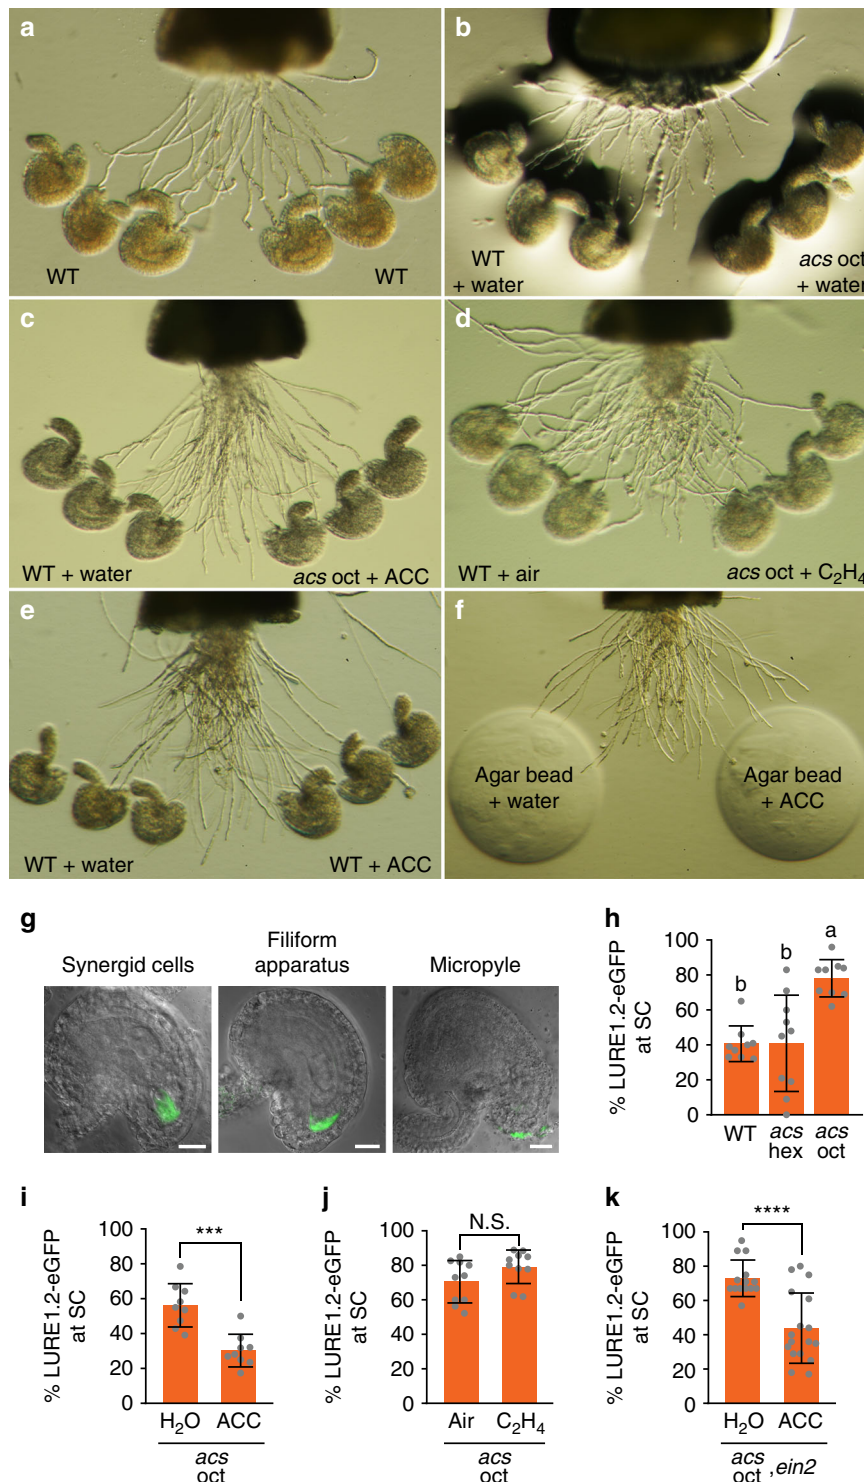 a
WT
WT
b
WT
+ water
acs oct
+ water
c
WT + water
acs oct + ACC
d
WT + air
acs oct + C₂H₄
e
WT + water
WT + ACC
f
Agar bead
+ water
Agar bead
+ ACC
g
Synergid cells
Filiform
apparatus
Micropyle
h
% LURE1.2-eGFP
at SC
100
80
60
40
20
0
b
b
a
WT
acs
hex
acs
oct
i
% LURE1.2-eGFP
at SC
100
80
60
40
20
0
***
H₂O
ACC
acs
oct
j
% LURE1.2-eGFP
at SC
100
80
60
40
20
0
N.S.
Air
C₂H₄
acs
oct
k
% LURE1.2-eGFP
at SC
100
80
60
40
20
0
****
H₂O
ACC
acs
oct ,ein2